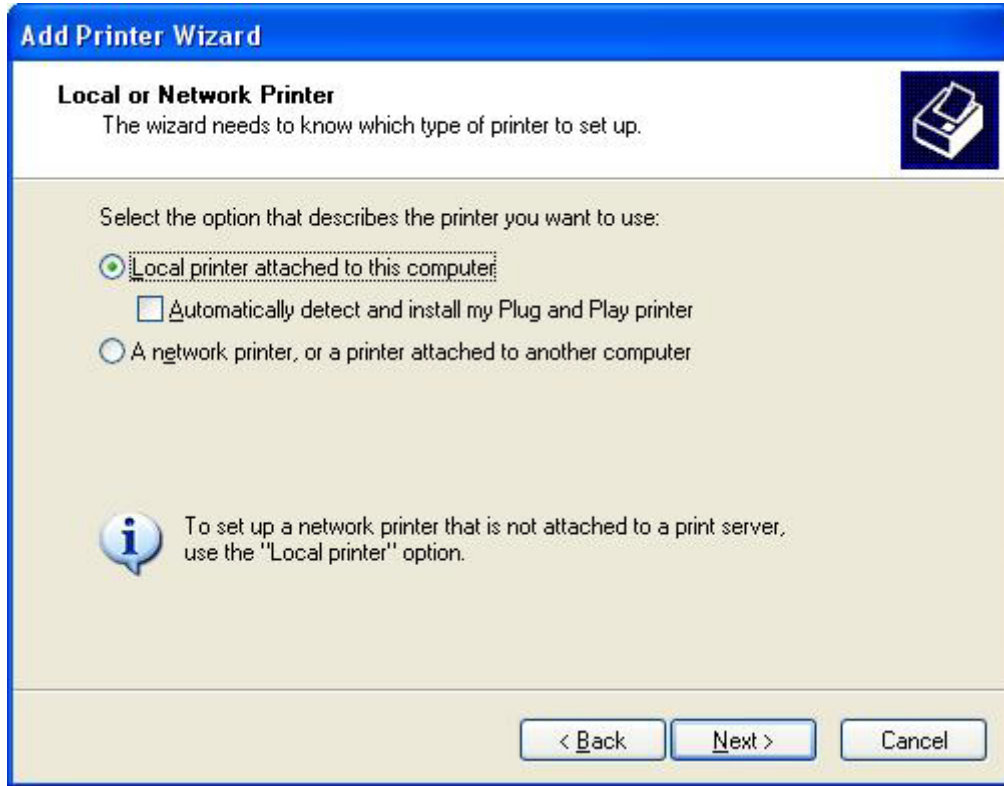 Add Printer Wizard
Local or Network Printer
The wizard needs to know which type of printer to set up.
Select the option that describes the printer you want to use:
Local printer attached to this computer
Automatically detect and install my Plug and Play printer
A network printer, or a printer attached to another computer
To set up a network printer that is not attached to a print server,
use the "Local printer" option.
< Back
Next >
Cancel